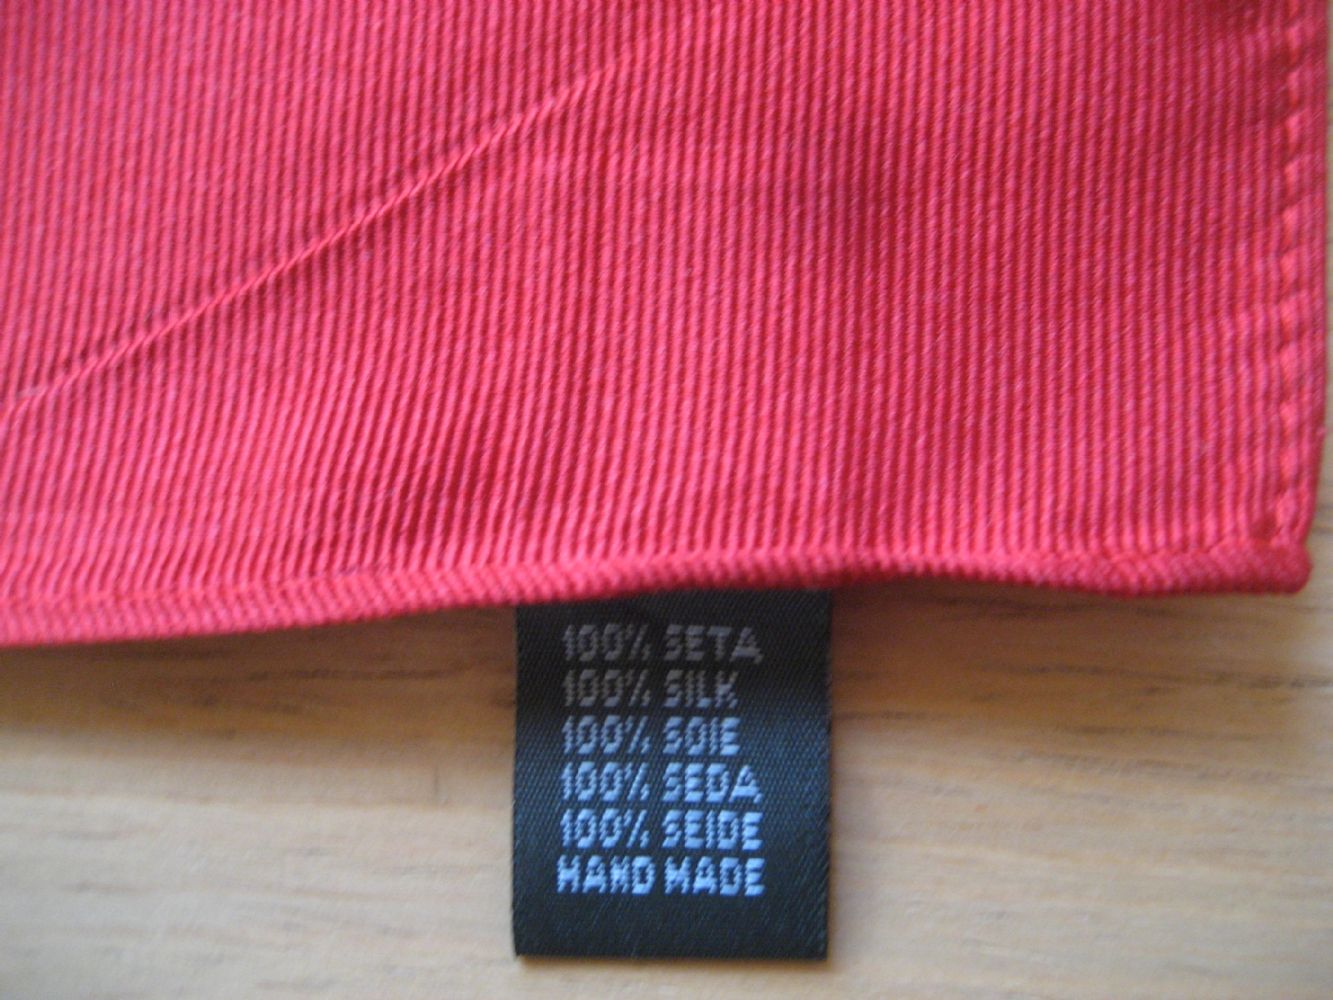 100% SETA
100% SILK
100% SOIE
100% SEDA
100% SEIDE
HAND MADE